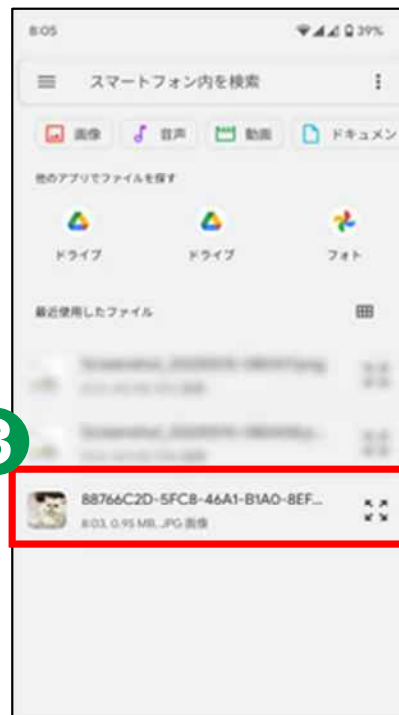 8:05 39%
スマートフォン内を検索
画像 音声 動画 ドキュメン
他のアプリでファイルを探す
ドライブ ドライブ フォト
最近使用したファイル
3
88766C2D-5FC8-46A1-B1A0-8EF...
8:03, 0.95 MB, JPG 画像